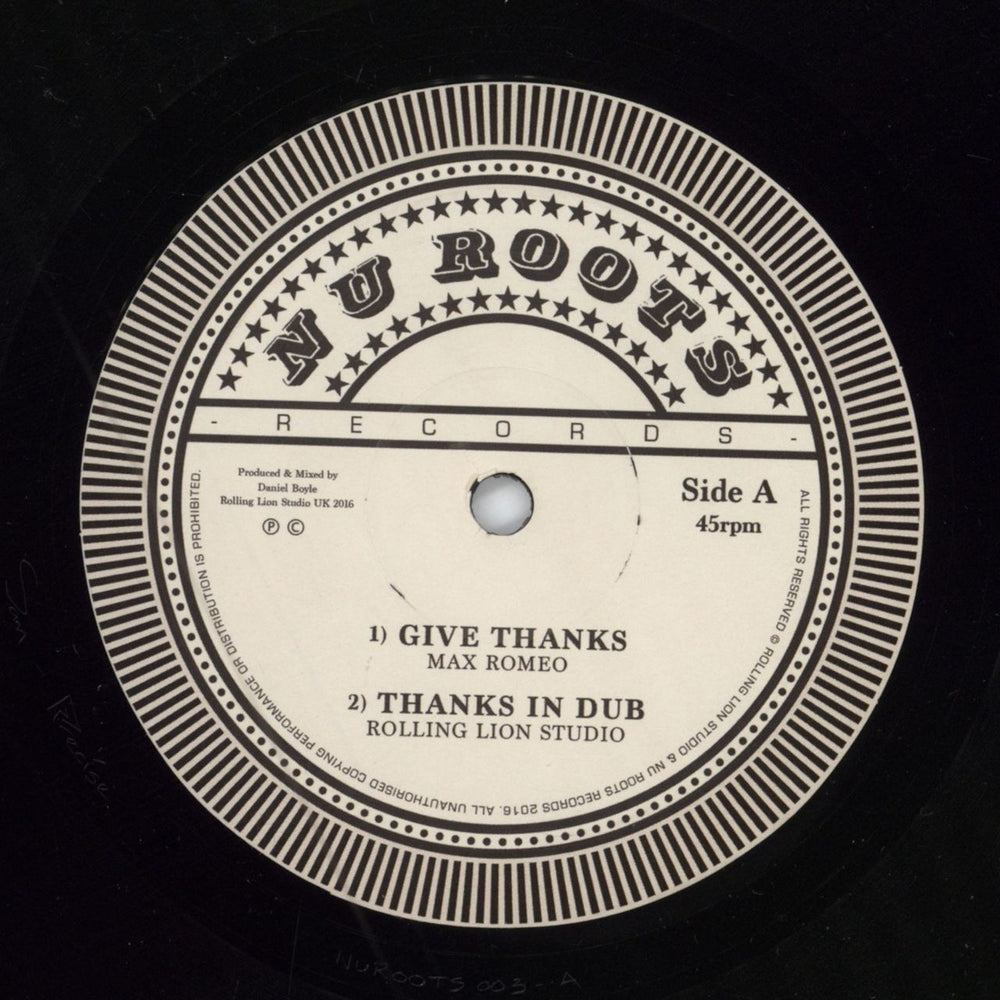 NU ROOTS
- RECORDS -
Produced & Mixed by
Daniel Boyle
Rolling Lion Studio UK 2016
Ⓟ Ⓒ
Side A
45rpm
1) GIVE THANKS
MAX ROMEO
2) THANKS IN DUB
ROLLING LION STUDIO
ALL RIGHTS RESERVED © ROLLING LION STUDIO & NU ROOTS RECORDS 2016. ALL UNAUTHORISED COPYING PERFORMANCE OR DISTRIBUTION IS PROHIBITED.
NUROOTS 003 - A